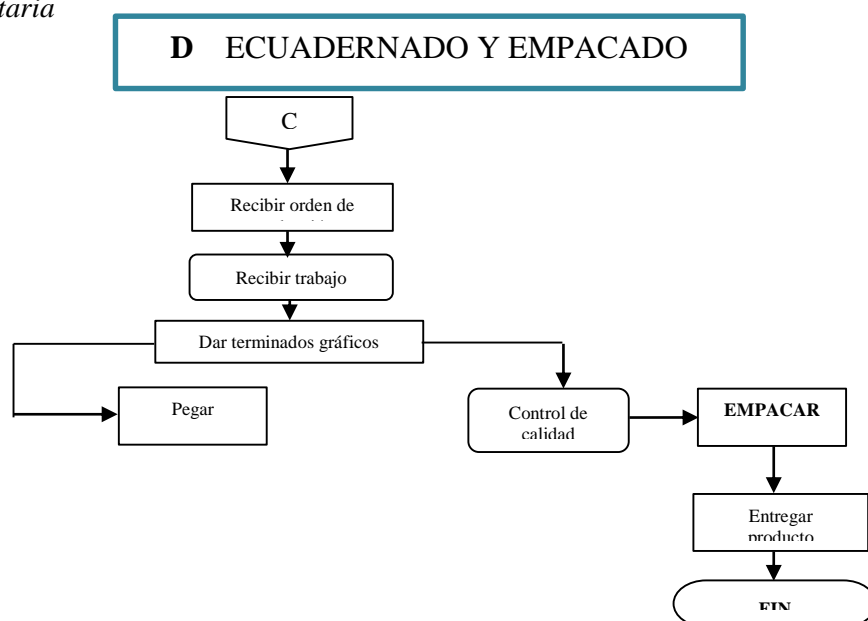 taria
D ECUADERNADO Y EMPACADO
C
Recibir orden de
Recibir trabajo
Dar terminados gráficos
Pegar
Control de
calidad
EMPACAR
Entregar
producto
FIN